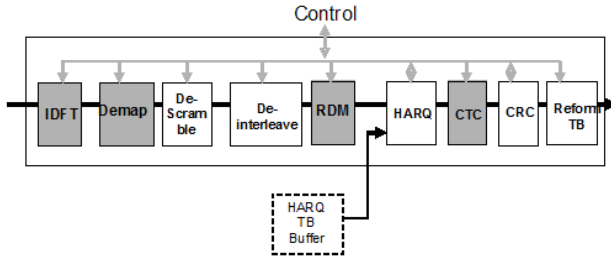 Control
IDFT
Demap
De-
Scram
ble
De-
interleave
RDM
HARQ
CTC
CRC
Reform
TB
HARQ
TB
Buffer